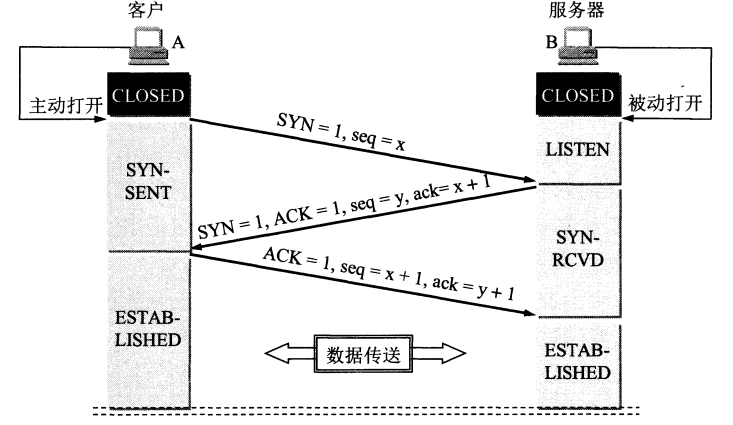 客户
服务器
A
B
CLOSED
CLOSED
主动打开
被动打开
SYN = 1, seq = x
LISTEN
SYN-
SENT
SYN = 1, ACK = 1, seq = y, ack= x + 1
SYN-
RCVD
ACK = 1, seq = x + 1, ack = y + 1
ESTAB-
LISHED
数据传送
ESTAB-
LISHED